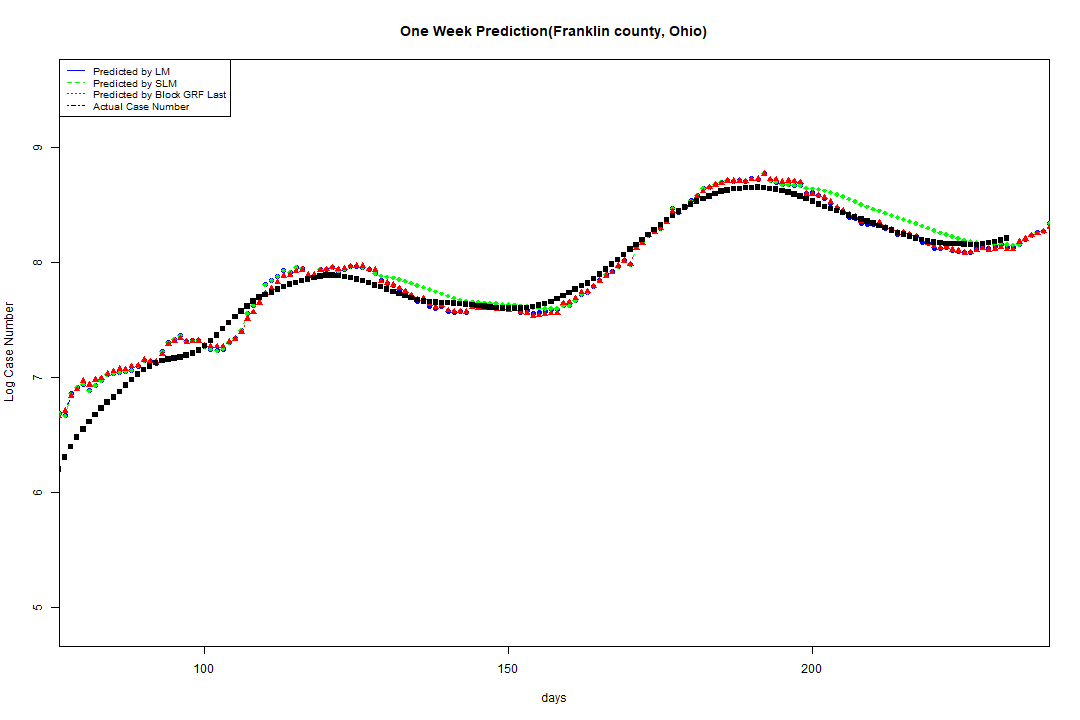 One Week Prediction(Franklin county, Ohio)
Predicted by LM
Predicted by SLM
Predicted by Block GRF Last
Actual Case Number
9
8
7
6
5
Log Case Number
100 150 200
days